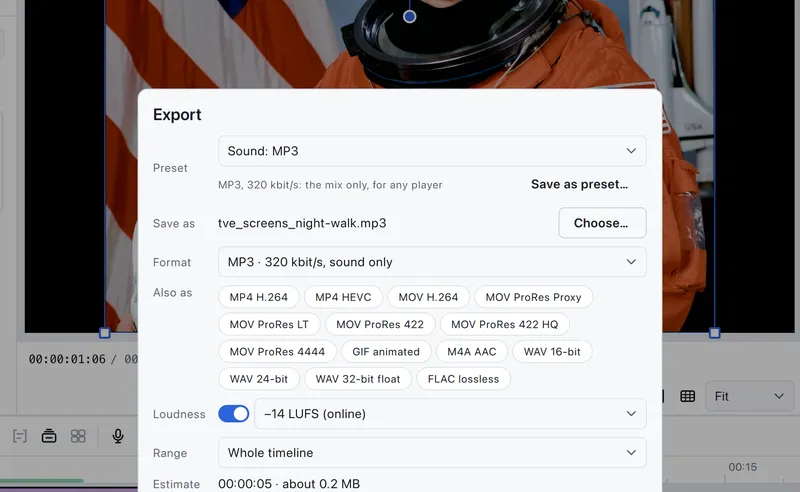 USA
Export
Preset
Sound: MP3
MP3, 320 kbit/s: the mix only, for any player
Save as preset...
Save as
tve_screens_night-walk.mp3
Choose...
Format
MP3 · 320 kbit/s, sound only
Also as
MP4 H.264
MP4 HEVC
MOV H.264
MOV ProRes Proxy
MOV ProRes LT
MOV ProRes 422
MOV ProRes 422 HQ
MOV ProRes 4444
GIF animated
M4A AAC
WAV 16-bit
WAV 24-bit
WAV 32-bit float
FLAC lossless
00:00:01:06 / 00
Fit
Loudness
−14 LUFS (online)
Range
Whole timeline
00:15
Estimate
00:00:05 · about 0.2 MB